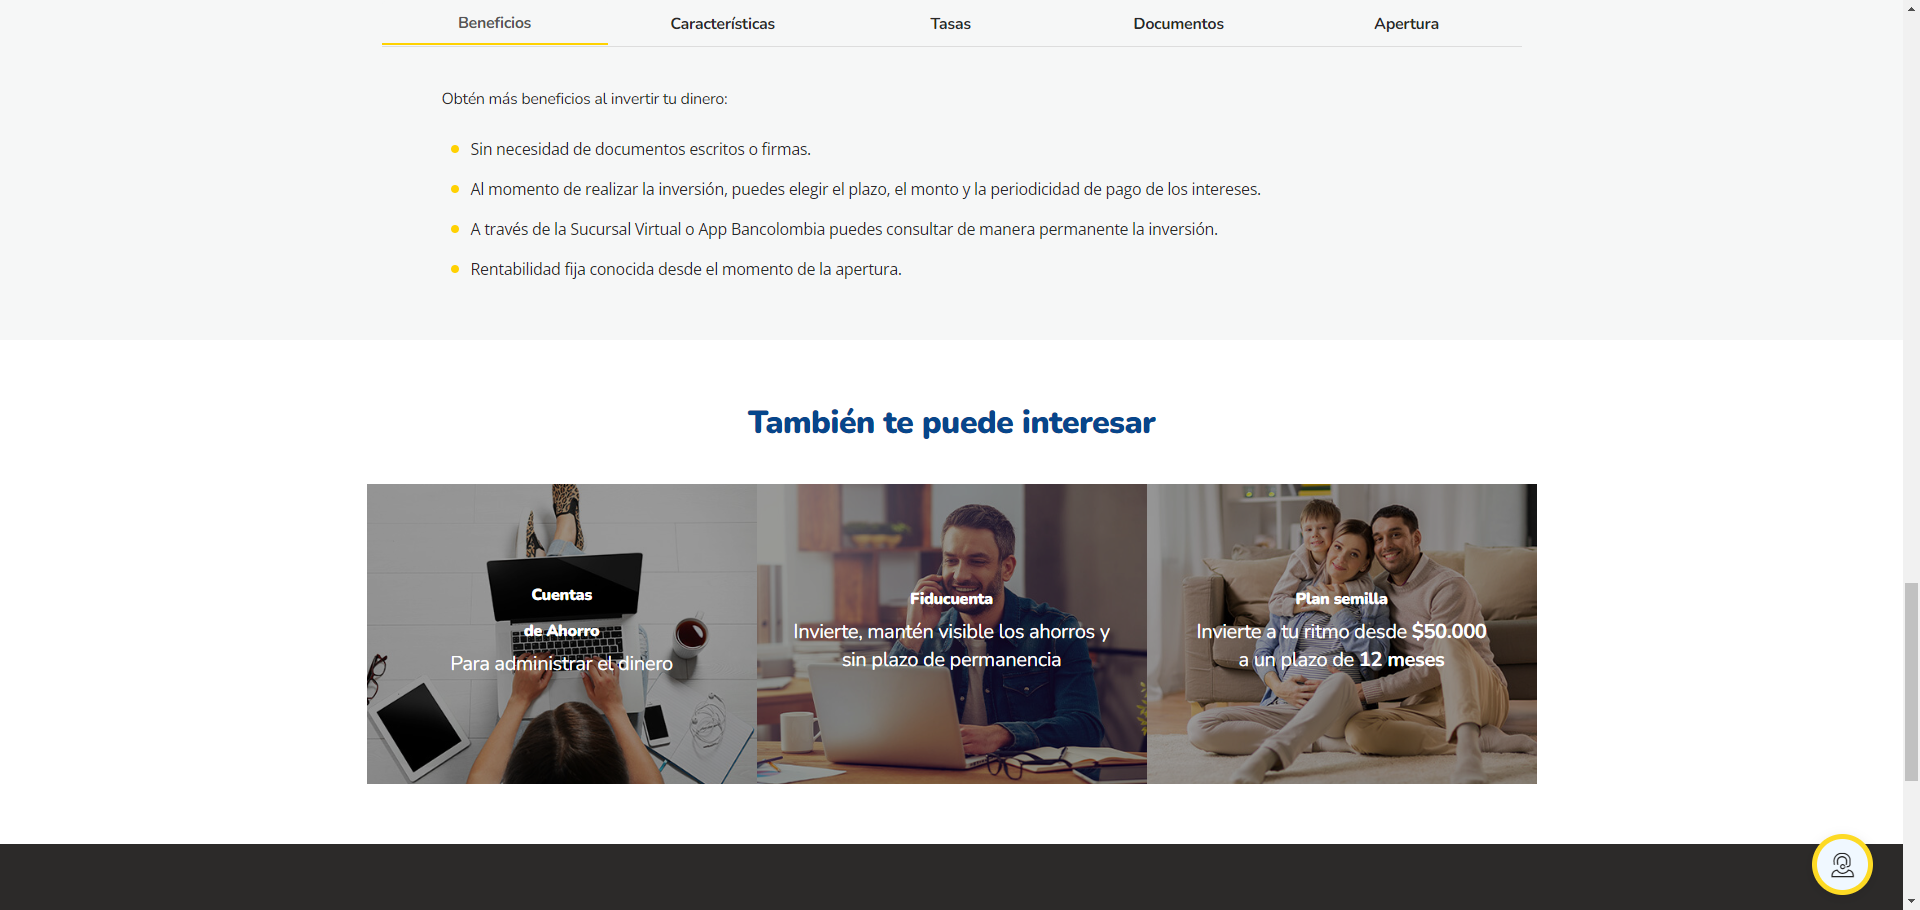 Beneficios
Características
Tasas
Documentos
Apertura
Obtén más beneficios al invertir tu dinero:
Sin necesidad de documentos escritos o firmas.
Al momento de realizar la inversión, puedes elegir el plazo, el monto y la periodicidad de pago de los intereses.
A través de la Sucursal Virtual o App Bancolombia puedes consultar de manera permanente la inversión.
Rentabilidad fija conocida desde el momento de la apertura.
También te puede interesar
Cuentas
de Ahorro
Para administrar el dinero
Fiducuenta
Invierte, mantén visible los ahorros y
sin plazo de permanencia
Plan semilla
Invierte a tu ritmo desde $50.000
a un plazo de 12 meses